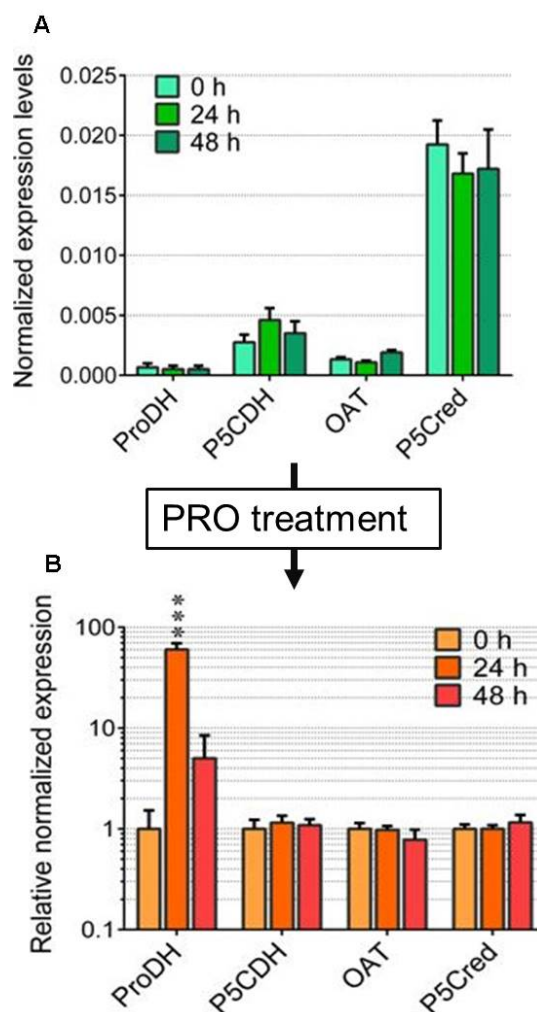 A
Normalized expression levels
0.025
0.020
0.015
0.010
0.005
0.000
0 h
24 h
48 h
ProDH
P5CDH
OAT
P5Cred
PRO treatment
B
Relative normalized expression
100
10
1
0.1
***
0 h
24 h
48 h
ProDH
P5CDH
OAT
P5Cred